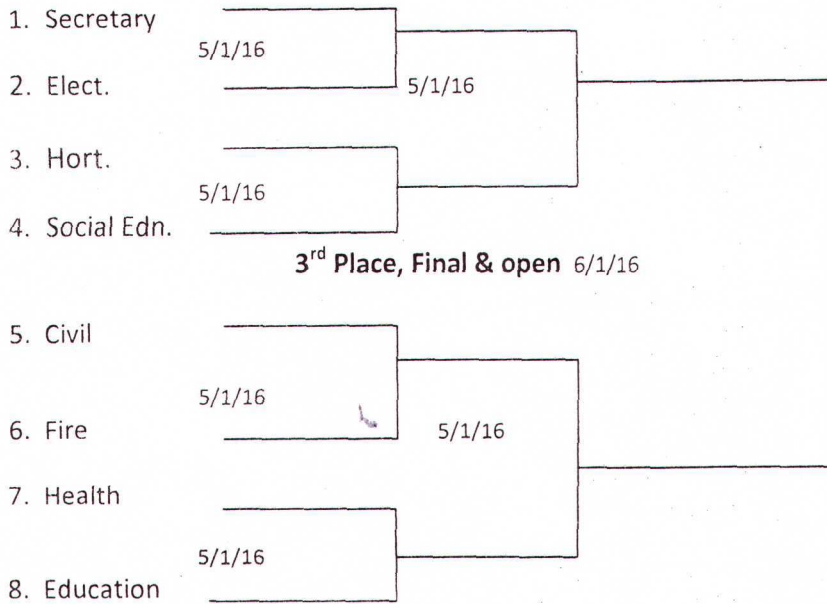 1. Secretary
5/1/16
2. Elect.
5/1/16
3. Hort.
5/1/16
4. Social Edn.
3rd Place, Final & open 6/1/16
5. Civil
5/1/16
6. Fire
5/1/16
7. Health
5/1/16
8. Education